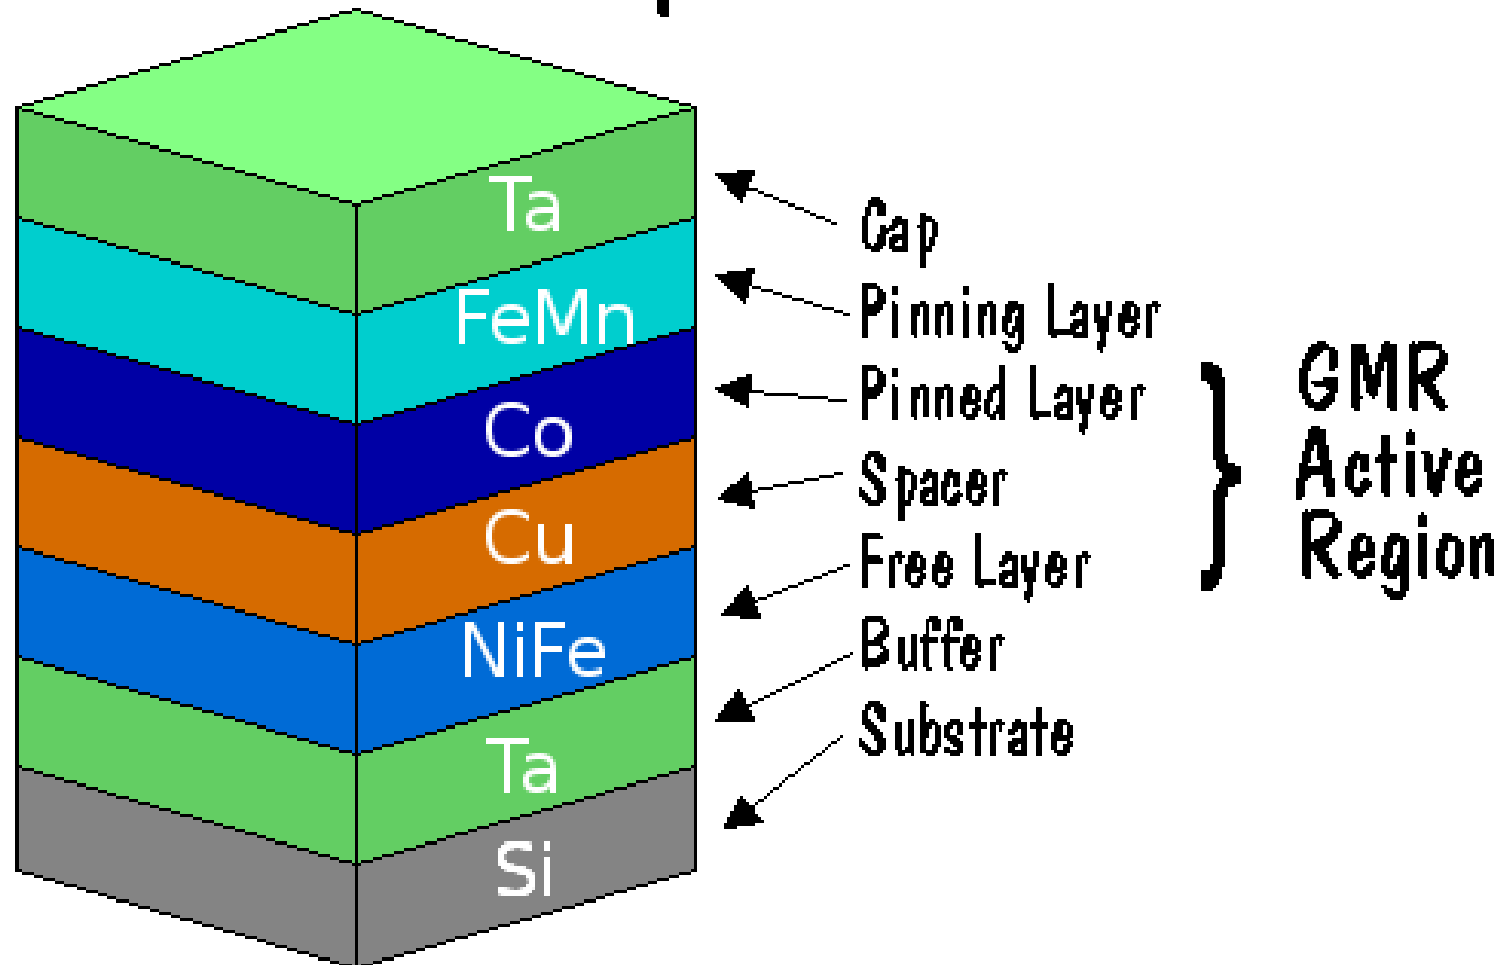 Ta
FeMn
Co
Cu
NiFe
Ta
Si
Cap
Pinning Layer
Pinned Layer
Spacer
Free Layer
Buffer
Substrate
GMR
Active
Region